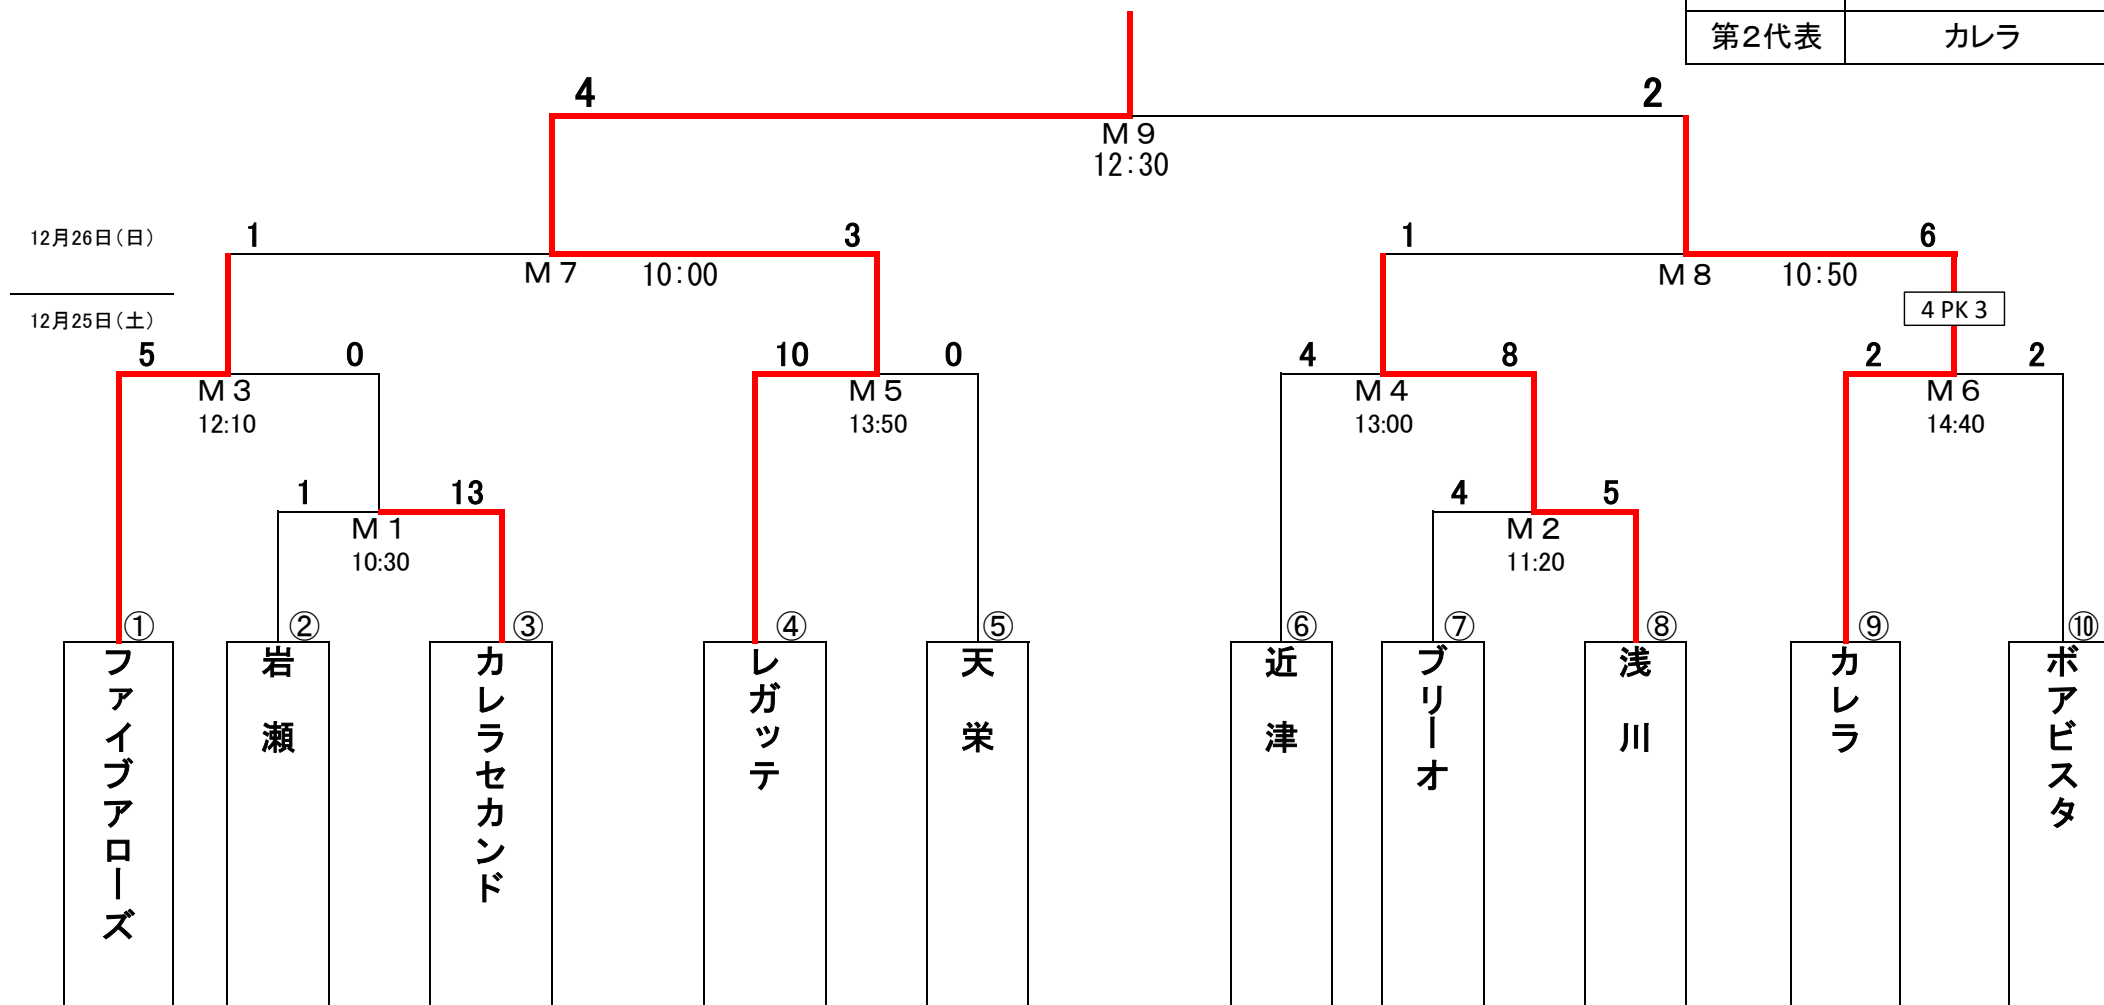 第2代表 カレラ
4 2
M9
12:30
12月26日(日)
1 3 1 6
M7 10:00 M8 10:50
12月25日(土)
4 PK 3
5 0 10 0 4 8 2 2
M3 M5 M4 M6
12:10 13:50 13:00 14:40
1 13 4 5
M1 M2
10:30 11:20
① ② ③ ④ ⑤ ⑥ ⑦ ⑧ ⑨ ⑩
ファイブアローズ
岩瀬
カレラセカンド
レガッテ
天栄
近津
ブリーオ
浅川
カレラ
ボアビスタ